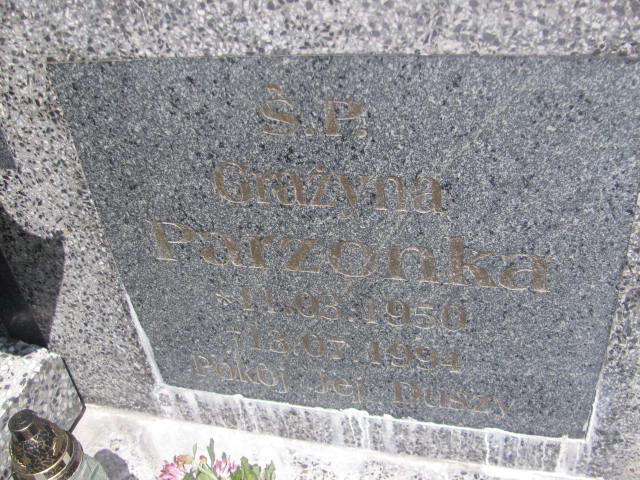 Ś.P.
Grażyna
Parzonka
*11.03.1950
†13.07.1994
Pokój Jej Duszy